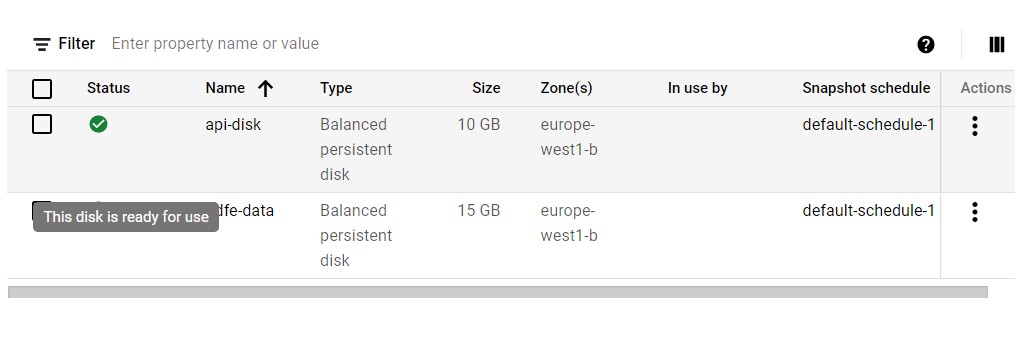 Filter Enter property name or value
Status Name Type Size Zone(s) In use by Snapshot schedule Actions
api-disk Balanced persistent disk 10 GB europe-west1-b default-schedule-1
This disk is ready for use
dfe-data Balanced persistent disk 15 GB europe-west1-b default-schedule-1